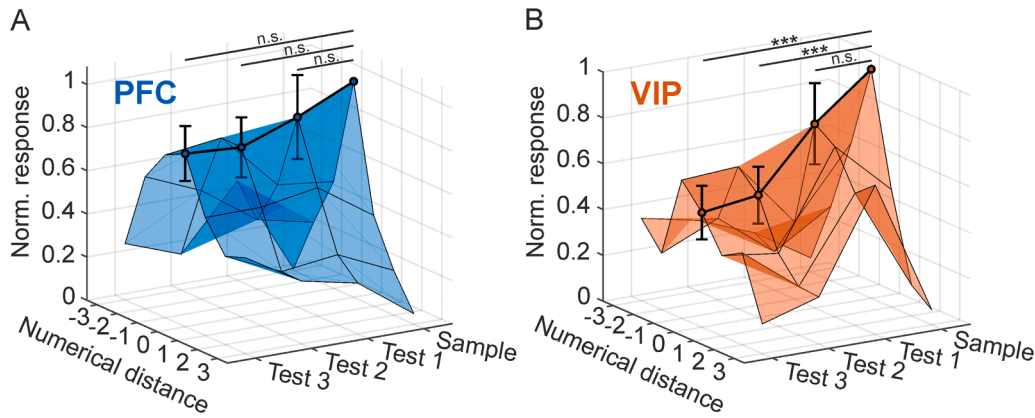 A
n.s.
n.s.
n.s.
PFC
Norm. response
1
0.8
0.6
0.4
0.2
0
-3
-2
-1
0
1
2
3
Numerical distance
Test 3
Test 2
Test 1
Sample
B
***
***
n.s.
VIP
Norm. response
1
0.8
0.6
0.4
0.2
0
-3
-2
-1
0
1
2
3
Numerical distance
Test 3
Test 2
Test 1
Sample